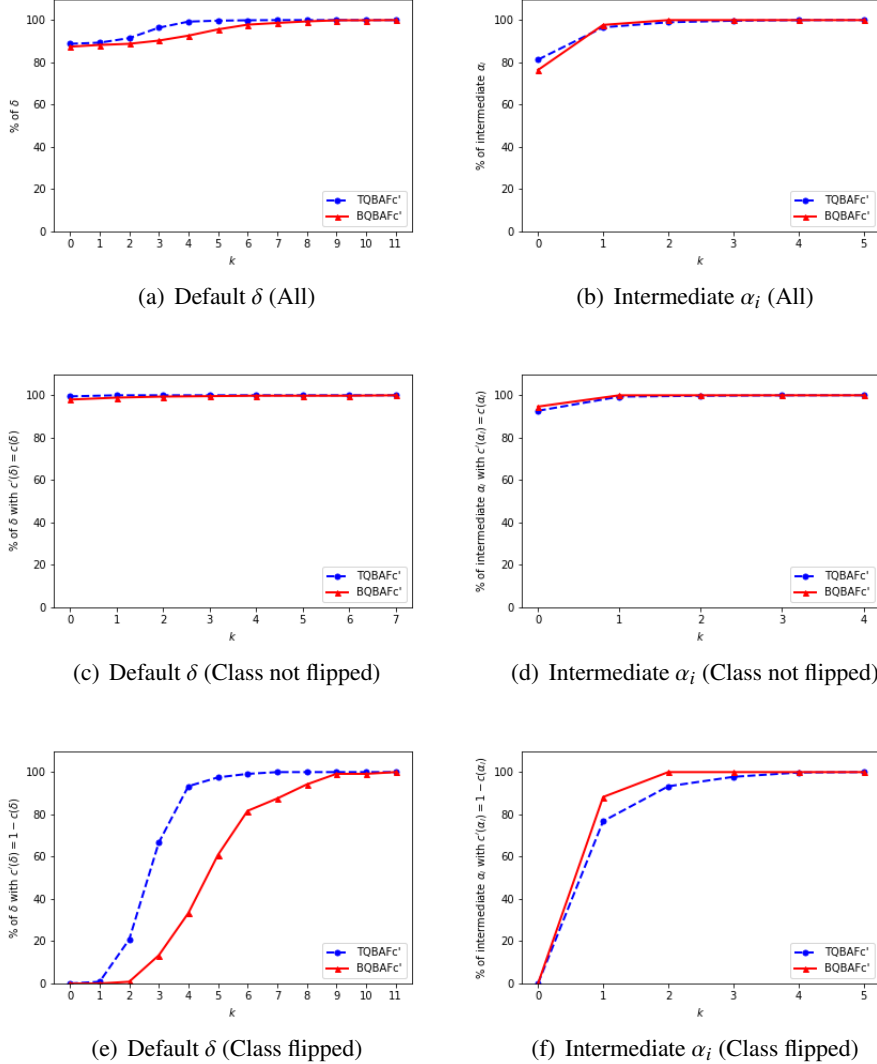 100
80
60
40
20
0
% of δ
TQBAFc'
BQBAFc'
0 1 2 3 4 5 6 7 8 9 10 11
k
(a) Default δ (All)
100
80
60
40
20
0
% of intermediate αᵢ
TQBAFc'
BQBAFc'
0 1 2 3 4 5
k
(b) Intermediate αᵢ (All)
100
80
60
40
20
0
% of δ with c'(δ) = c(δ)
TQBAFc'
BQBAFc'
0 1 2 3 4 5 6 7
k
(c) Default δ (Class not flipped)
100
80
60
40
20
0
% of intermediate αᵢ with c'(αᵢ) = c(αᵢ)
TQBAFc'
BQBAFc'
0 1 2 3 4
k
(d) Intermediate αᵢ (Class not flipped)
100
80
60
40
20
0
% of δ with c'(δ) = 1 − c(δ)
TQBAFc'
BQBAFc'
0 1 2 3 4 5 6 7 8 9 10 11
k
(e) Default δ (Class flipped)
100
80
60
40
20
0
% of intermediate αᵢ with c'(αᵢ) = 1 − c(αᵢ)
TQBAFc'
BQBAFc'
0 1 2 3 4 5
k
(f) Intermediate αᵢ (Class flipped)